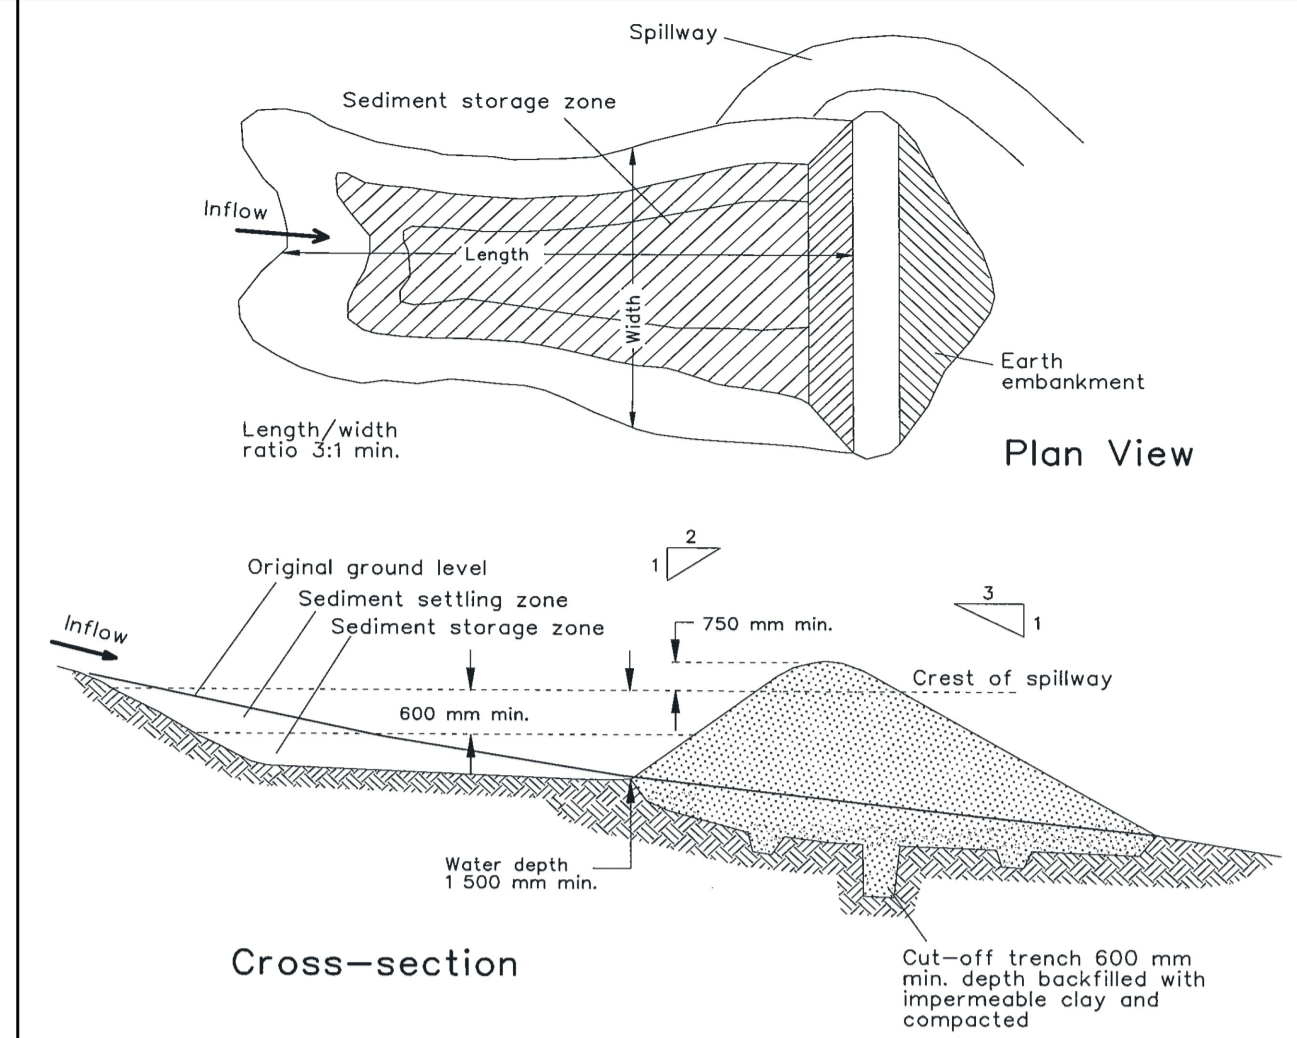 Spillway
Sediment storage zone
Inflow
Length
Width
Earth
embankment
Length/width
ratio 3:1 min.
Plan View
2
1
Original ground level
3
Sediment settling zone
1
Inflow
Sediment storage zone
750 mm min.
Crest of spillway
600 mm min.
Water depth
1 500 mm min.
Cross-section
Cut-off trench 600 mm
min. depth backfilled with
impermeable clay and
compacted